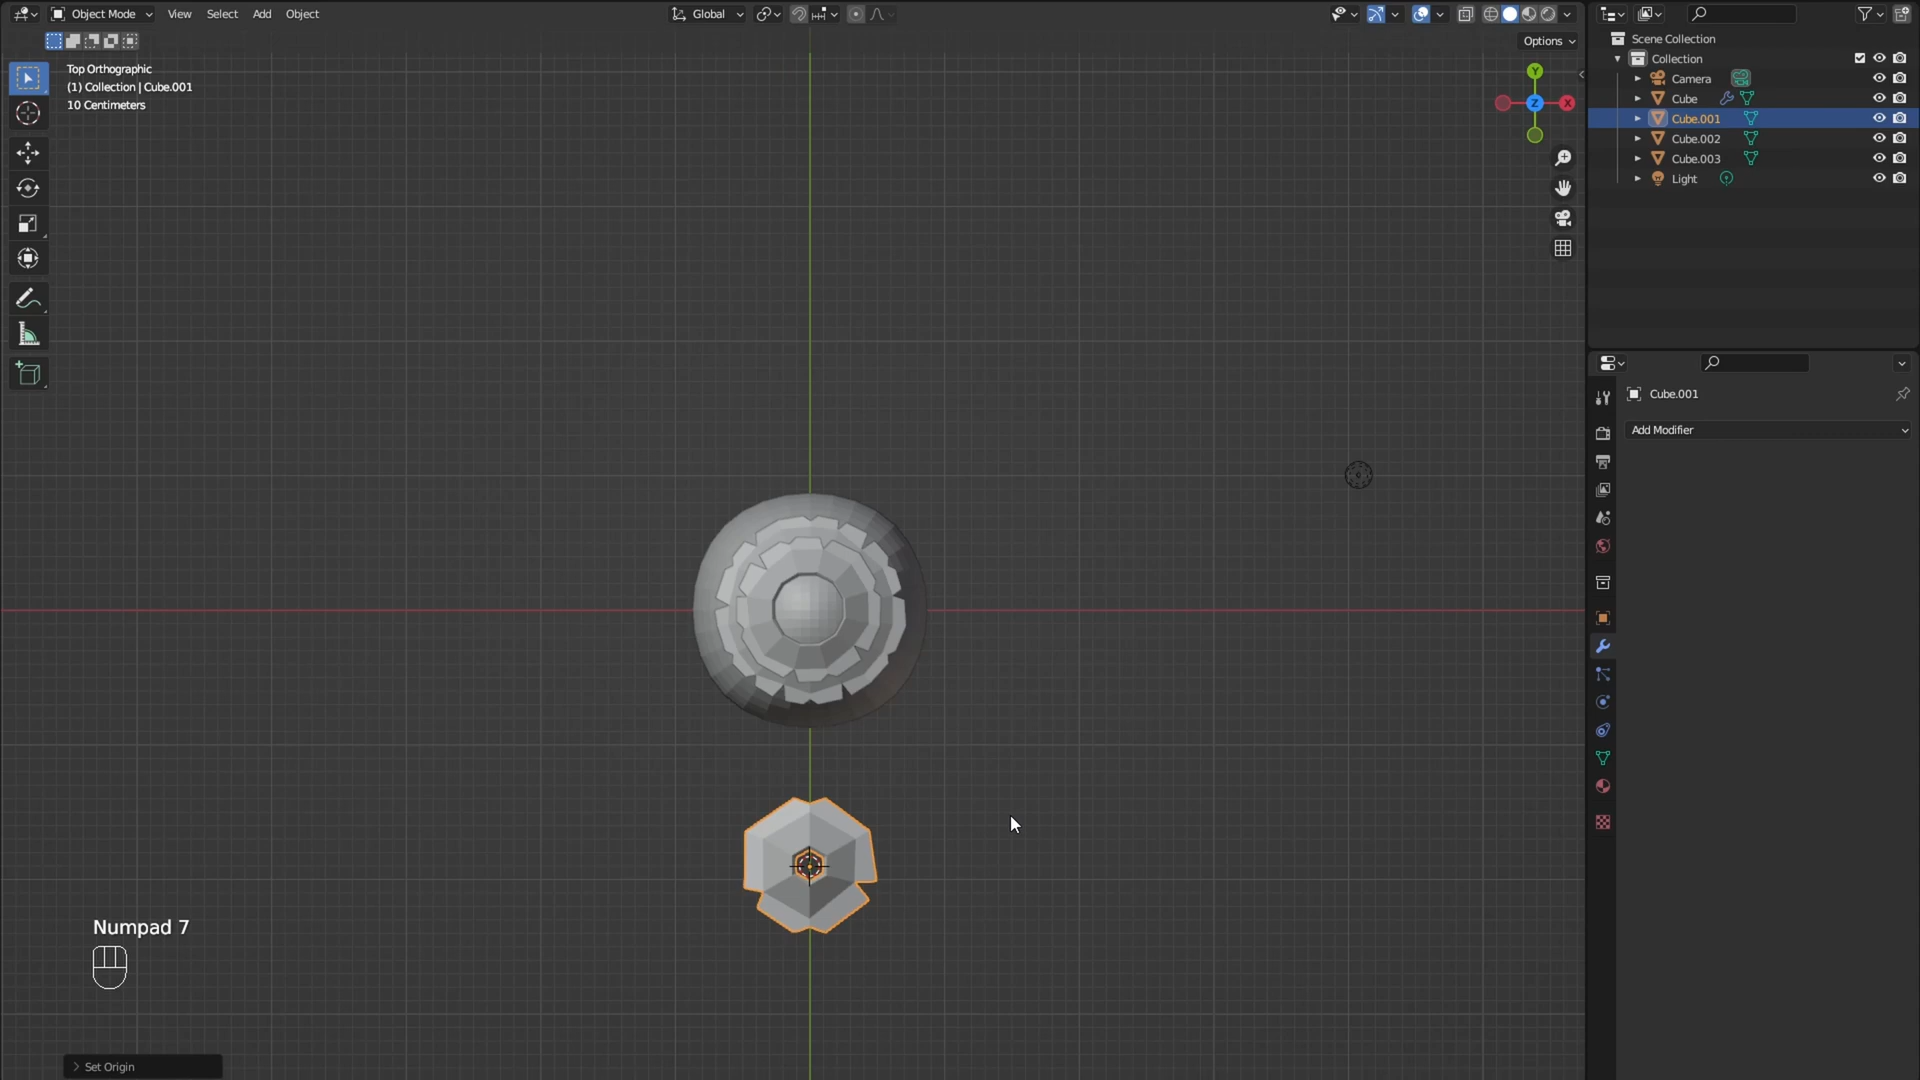 Object Mode View Select Add Object Global
Options
Top Orthographic
(1) Collection | Cube.001
10 Centimeters
Y
Z X
Scene Collection
Collection
Camera
Cube
Cube.001
Cube.002
Cube.003
Light
Cube.001
Add Modifier
Numpad 7
Set Origin